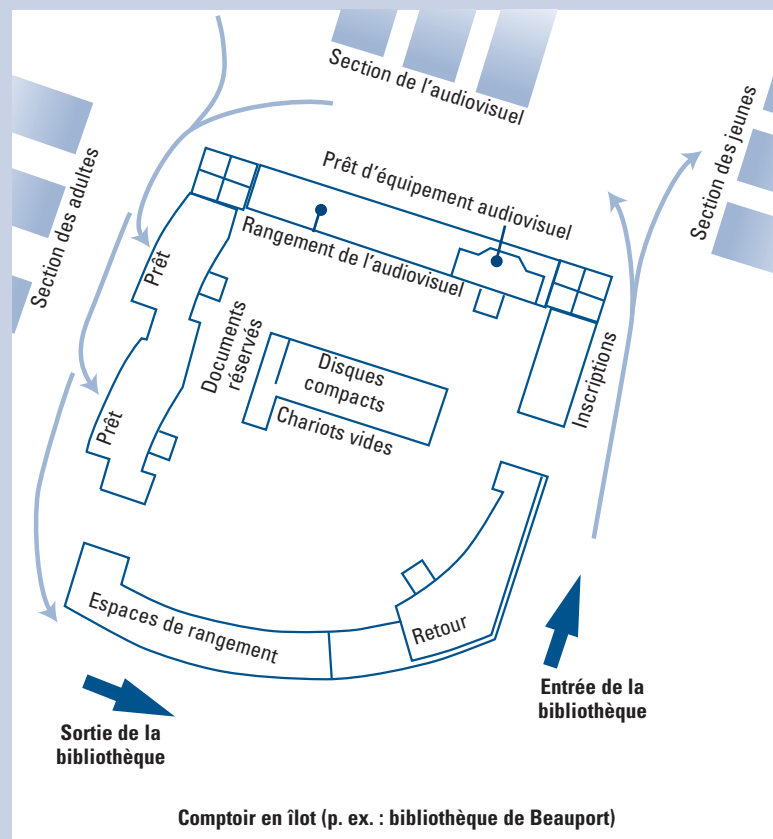 Section de l'audiovisuel
Section des jeunes
Section des adultes
Prêt d'équipement audiovisuel
Rangement de l'audiovisuel
Prêt
Documents
réservés
Disques
compacts
Chariots vides
Inscriptions
Prêt
Espaces de rangement
Retour
Entrée de la
bibliothèque
Sortie de la
bibliothèque
Comptoir en îlot (p. ex. : bibliothèque de Beauport)